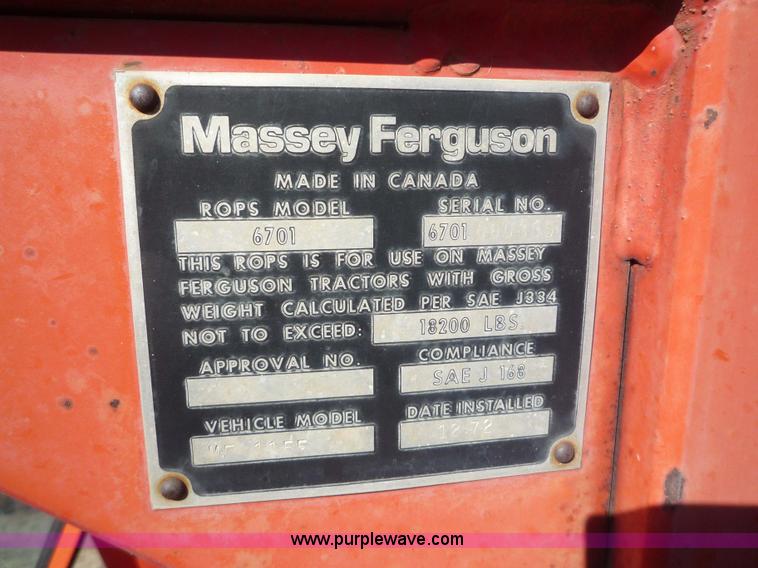 Massey Ferguson
MADE IN CANADA
ROPS MODEL SERIAL NO.
6701 6701
THIS ROPS IS FOR USE ON MASSEY
FERGUSON TRACTORS WITH GROSS
WEIGHT CALCULATED PER SAE J334
NOT TO EXCEED: 18200 LBS
APPROVAL NO. COMPLIANCE
SAE J 168
VEHICLE MODEL DATE INSTALLED
12-72
www.purplewave.com